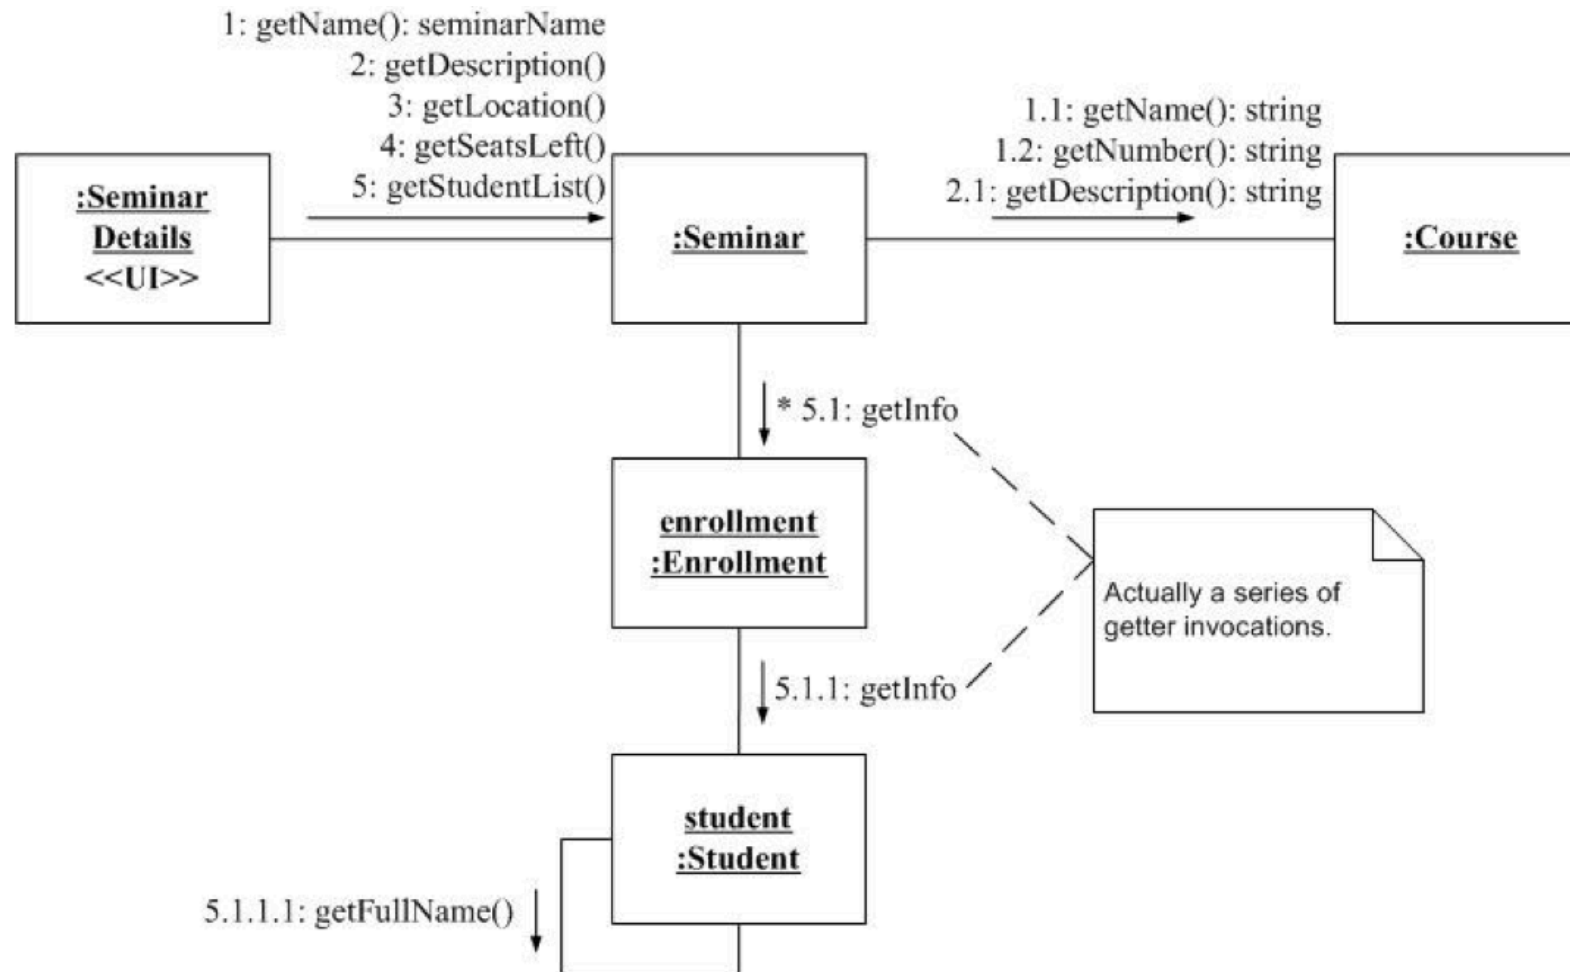 1: getName(): seminarName
2: getDescription()
3: getLocation()
4: getSeatsLeft()
5: getStudentList()
1.1: getName(): string
1.2: getNumber(): string
2.1: getDescription(): string
:Seminar
Details
<<UI>>
:Seminar
:Course
* 5.1: getInfo
enrollment
:Enrollment
Actually a series of
getter invocations.
5.1.1: getInfo
student
:Student
5.1.1.1: getFullName()